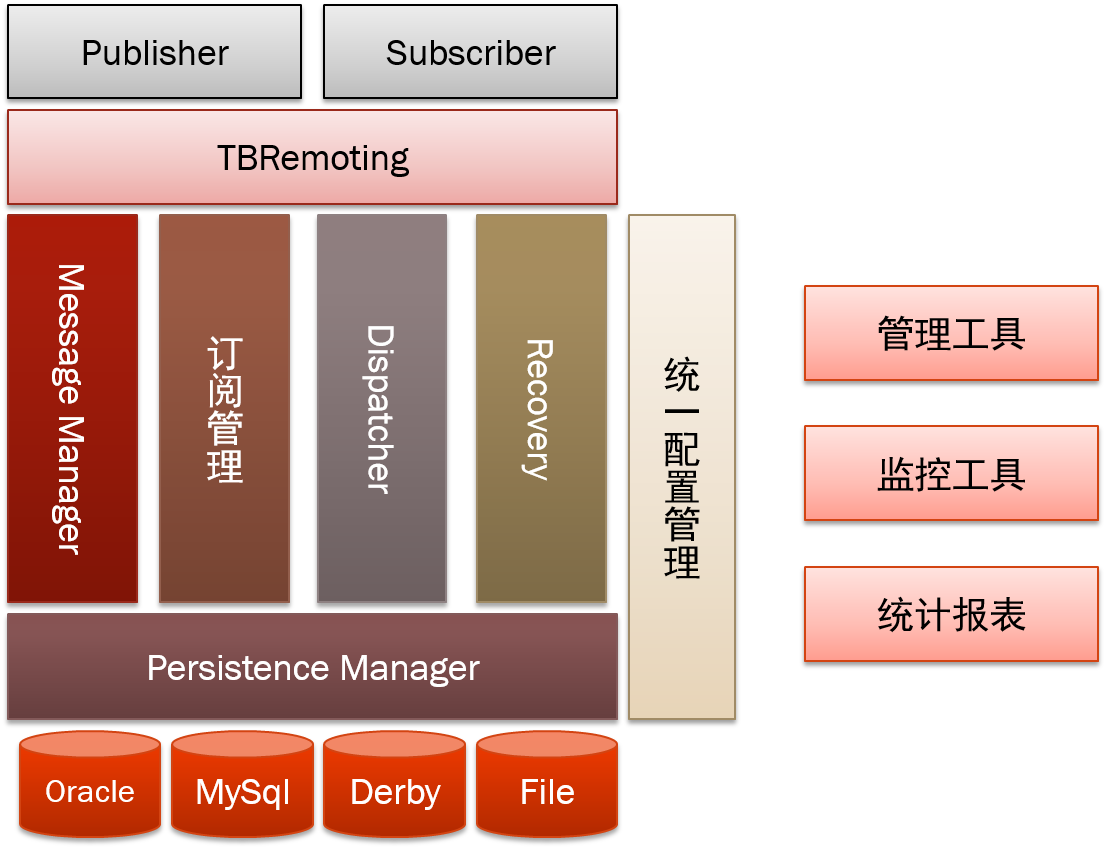 Publisher
Subscriber
TBRemoting
Message Manager
订阅管理
Dispatcher
Recovery
统一配置管理
管理工具
监控工具
统计报表
Persistence Manager
Oracle
MySql
Derby
File